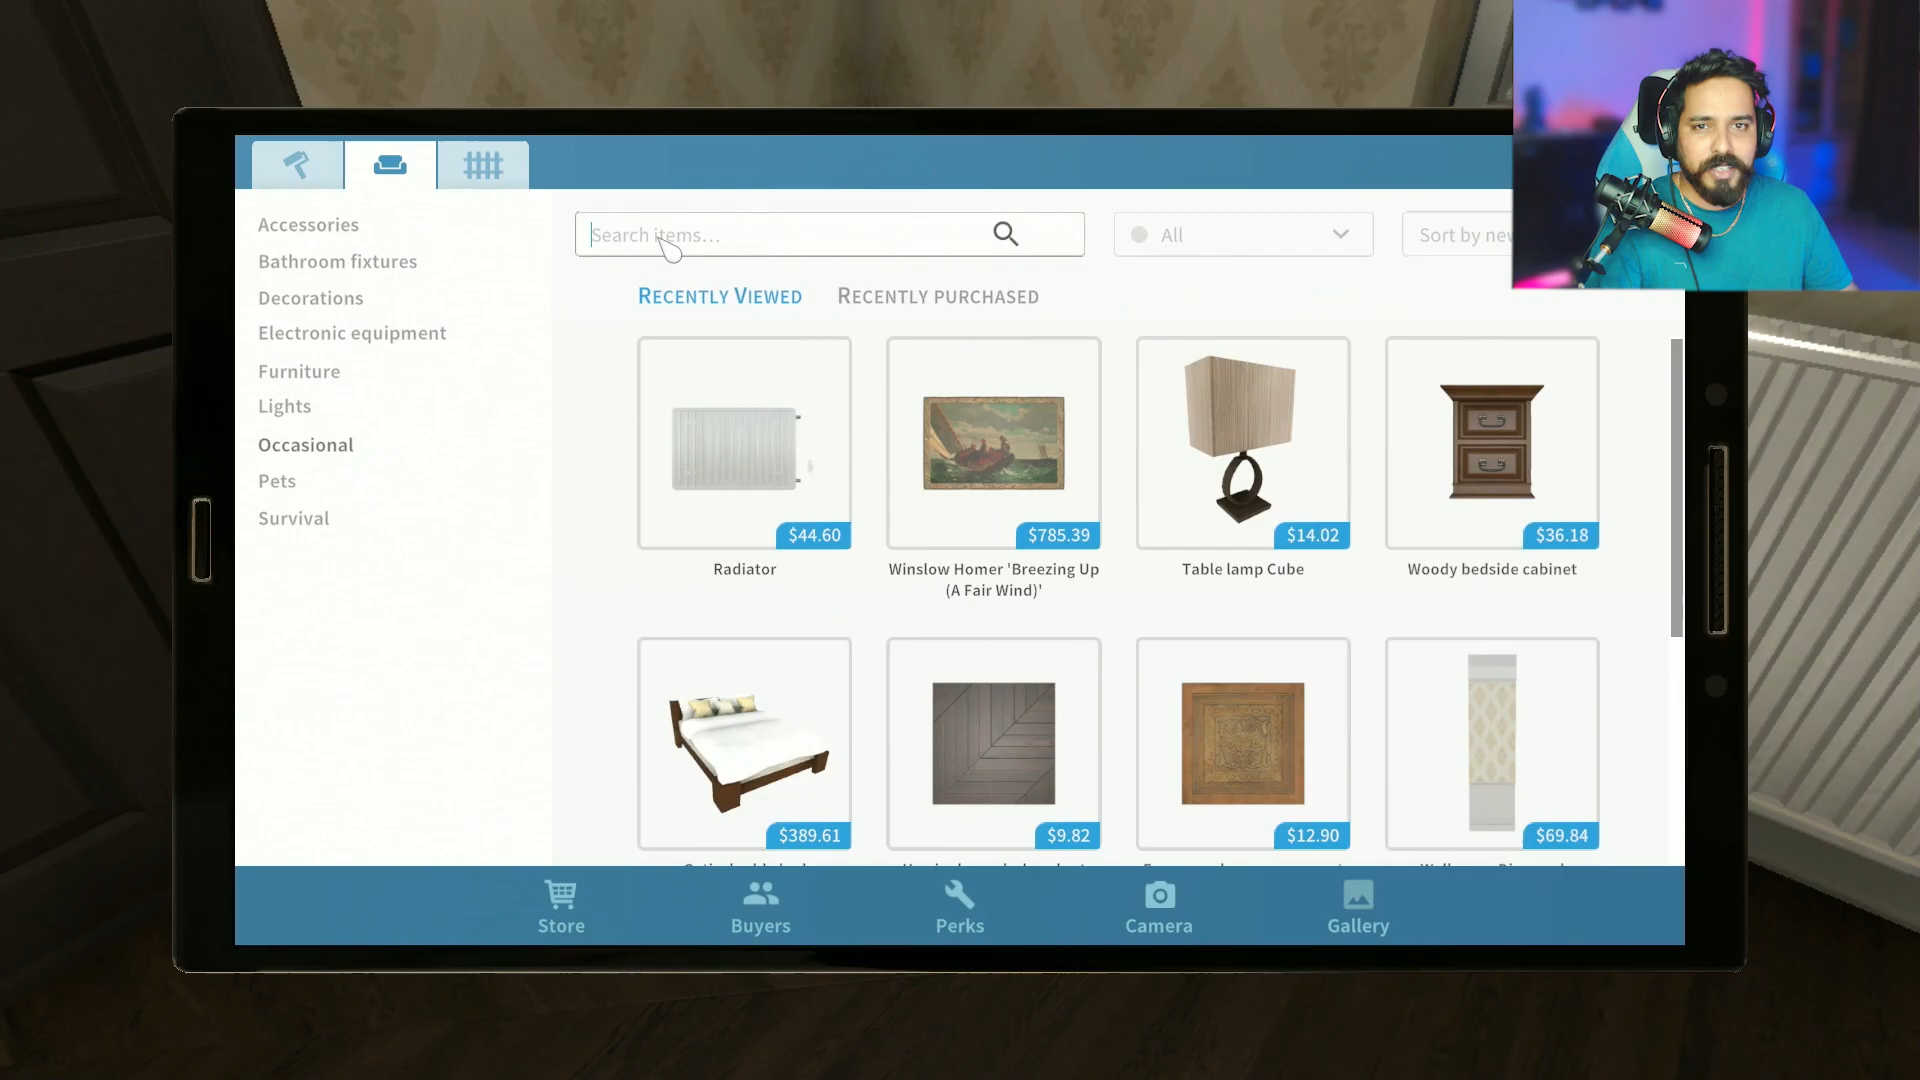 Accessories
Bathroom fixtures
Decorations
Electronic equipment
Furniture
Lights
Occasional
Pets
Survival
Search items...
All
Sort by
RECENTLY VIEWED
RECENTLY PURCHASED
$44.60
$785.39
$14.02
$36.18
Radiator
Winslow Homer 'Breezing Up
(A Fair Wind)'
Table lamp Cube
Woody bedside cabinet
$389.61
$9.82
$12.90
$69.84
Store
Buyers
Perks
Camera
Gallery